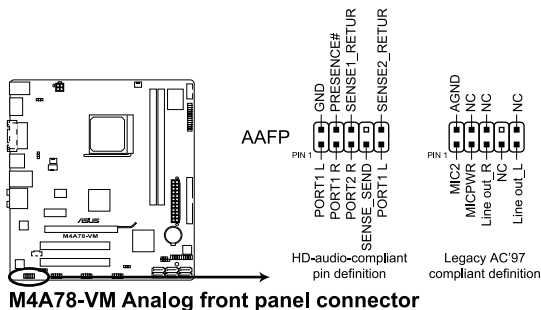 AAFP
GND
PRESENCE#
SENSE1_RETUR
SENSE2_RETUR
PIN 1
PORT1 L
PORT1 R
PORT2 R
SENSE_SEND
PORT1 L
HD-audio-compliant
pin definition
AGND
NC
NC
NC
PIN 1
MIC2
MICPWR
Line out_R
NC
Line out_L
Legacy AC'97
compliant definition
ASUS
M4A78-VM
M4A78-VM Analog front panel connector